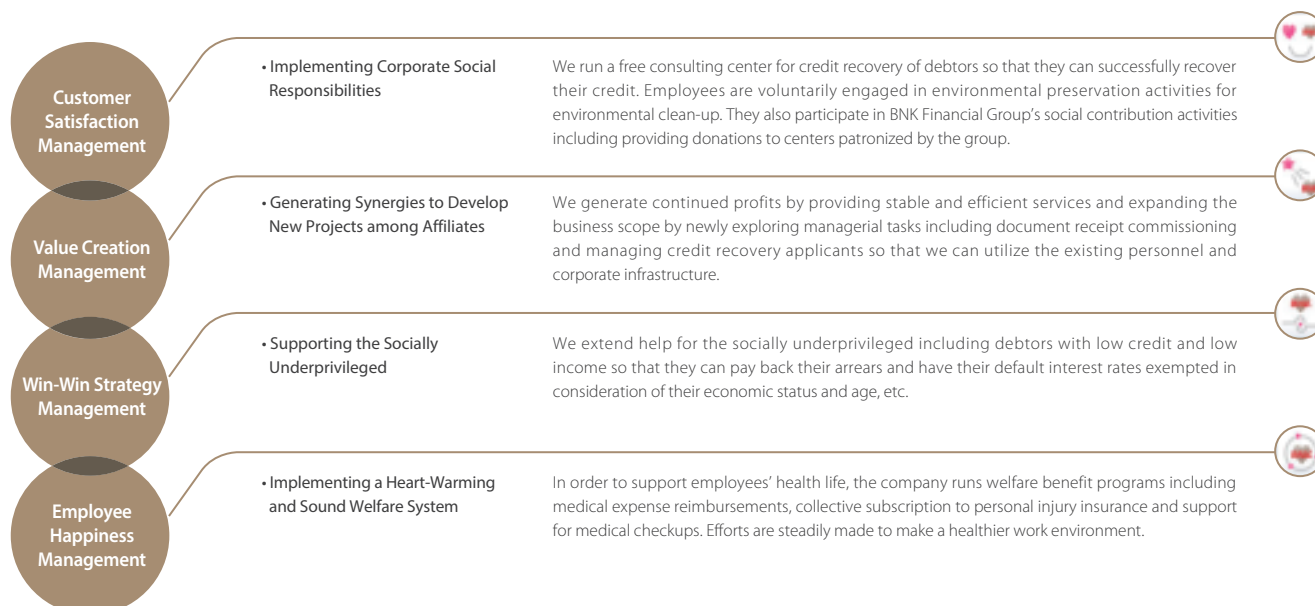 Customer
Satisfaction
Management
• Implementing Corporate Social
Responsibilities
We run a free consulting center for credit recovery of debtors so that they can successfully recover
their credit. Employees are voluntarily engaged in environmental preservation activities for
environmental clean-up. They also participate in BNK Financial Group’s social contribution activities
including providing donations to centers patronized by the group.
Value Creation
Management
• Generating Synergies to Develop
New Projects among Affiliates
We generate continued profits by providing stable and efficient services and expanding the
business scope by newly exploring managerial tasks including document receipt commissioning
and managing credit recovery applicants so that we can utilize the existing personnel and
corporate infrastructure.
Win-Win Strategy
Management
• Supporting the Socially
Underprivileged
We extend help for the socially underprivileged including debtors with low credit and low
income so that they can pay back their arrears and have their default interest rates exempted in
consideration of their economic status and age, etc.
Employee
Happiness
Management
• Implementing a Heart-Warming
and Sound Welfare System
In order to support employees’ health life, the company runs welfare benefit programs including
medical expense reimbursements, collective subscription to personal injury insurance and support
for medical checkups. Efforts are steadily made to make a healthier work environment.